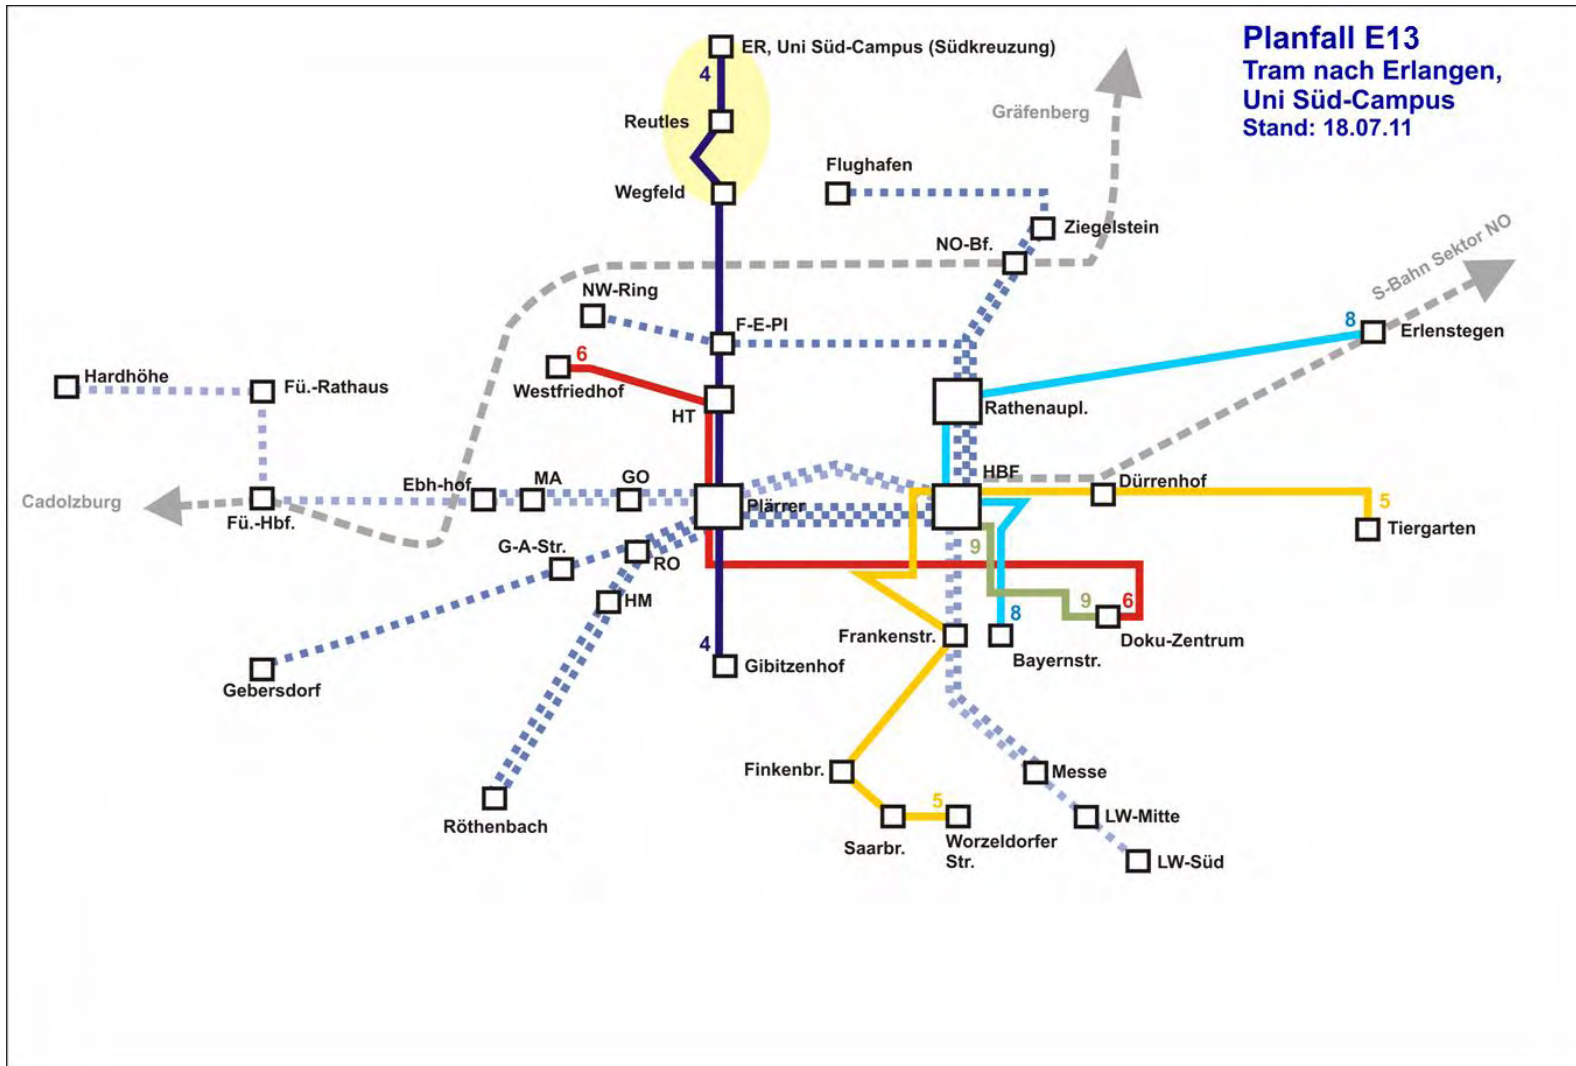 Planfall E13
Tram nach Erlangen,
Uni Süd-Campus
Stand: 18.07.11
ER, Uni Süd-Campus (Südkreuzung)
4
Gräfenberg
Reutles
Flughafen
Wegfeld
Ziegelstein
NO-Bf.
S-Bahn Sektor NO
NW-Ring
F-E-Pl
8
Erlenstegen
6
Hardhöhe
Fü.-Rathaus
Westfriedhof
HT
Rathenaupl.
HBF
Ebh-hof
MA
GO
Dürrenhof
Cadolzburg
Fü.-Hbf.
Plärrer
5
Tiergarten
G-A-Str.
RO
9
HM
9
6
8
Frankenstr.
Doku-Zentrum
4
Bayernstr.
Gibitzenhof
Gebersdorf
Finkenbr.
Messe
5
Röthenbach
LW-Mitte
Saarbr.
Worzeldorfer
Str.
LW-Süd